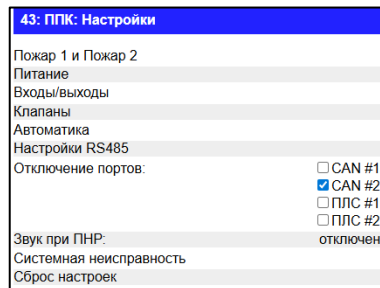 43: ППК: Настройки
Пожар 1 и Пожар 2
Питание
Входы/выходы
Клапаны
Автоматика
Настройки RS485
Отключение портов: CAN #1
CAN #2
ПЛС #1
ПЛС #2
Звук при ПНР: отключен
Системная неисправность
Сброс настроек